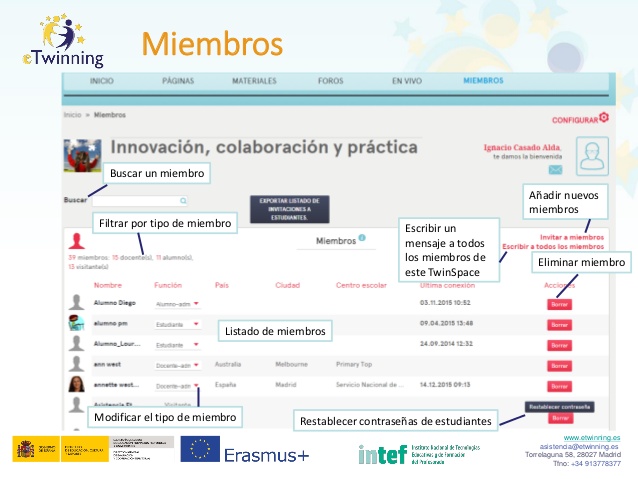 eTwinning
Miembros
INICIO PÁGINAS MATERIALES FOROS EN VIVO MIEMBROS
Inicio » Miembros
CONFIGURAR
Innovación, colaboración y práctica
Ignacio Casado Alda,
te damos la bienvenida
Buscar un miembro
Buscar
EXPORTAR LISTADO DE
INVITACIONES A
ESTUDIANTES.
Añadir nuevos
miembros
Filtrar por tipo de miembro
Escribir un
mensaje a todos
los miembros de
este TwinSpace
Miembros
Invitar a miembros
Escribir a todos los miembros
39 miembros: 15 docente(s), 11 alumno(s),
13 visitante(s)
Eliminar miembro
Nombre Función País Ciudad Centro escolar Última conexión Acciones
Alumno Diego Alumno-adm 03.11.2015 10:52 Borrar
alumno pm Estudiante 09.04.2015 13:48 Borrar
Listado de miembros
Alumno_Lour... Estudiante 24.09.2014 12:32 Borrar
ann west Docente-adm Australia Melbourne Primary Top Borrar
annette west... Docente-adm España Madrid Servicio Nacional de ... 14.12.2015 09:13 Borrar
Visitante
Restablecer contraseña
Borrar
Modificar el tipo de miembro
Restablecer contraseñas de estudiantes
www.etwinning.es
asistencia@etwinning.es
Torrelaguna 58, 28027 Madrid
Tfno: +34 913778377
GOBIERNO
DE ESPAÑA
Erasmus+
intef
Instituto Nacional de Tecnologías
Educativas y de Formación
del Profesorado